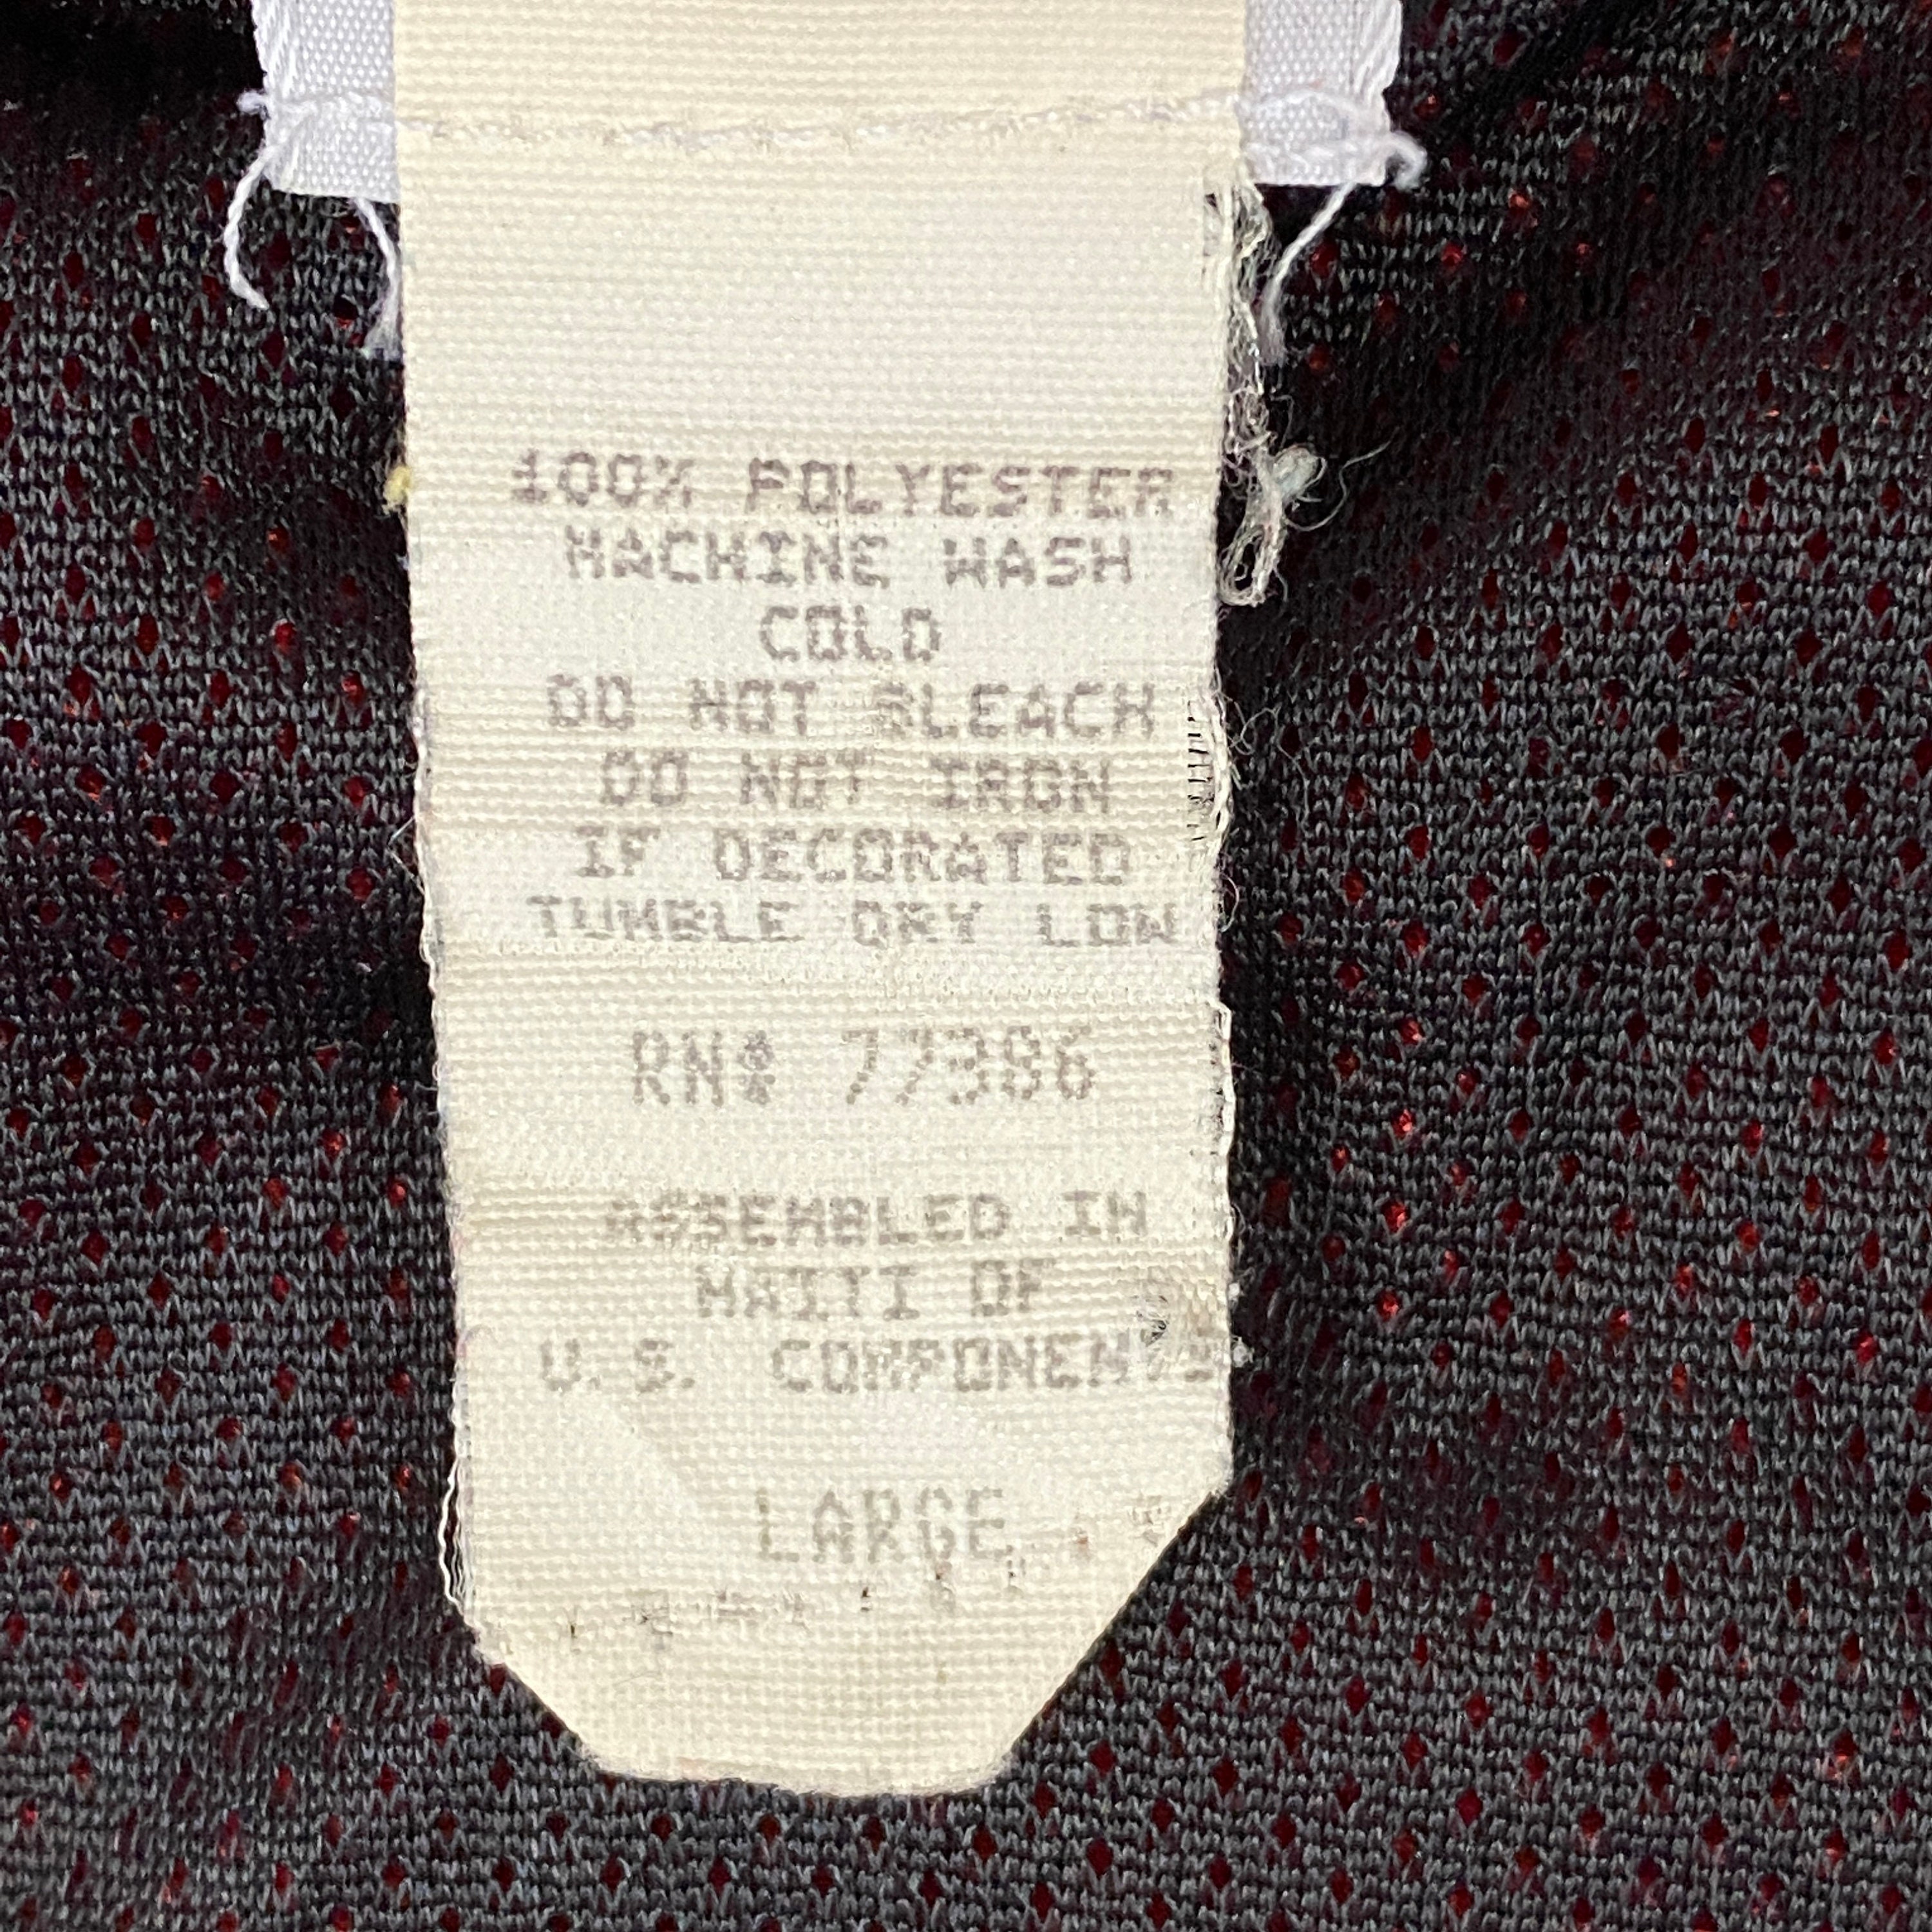 100% POLYESTER
MACHINE WASH
COLD
DO NOT BLEACH
DO NOT IRON
IF DECORATED
TUMBLE DRY LOW
RN# 77386
ASSEMBLED IN
HAITI OF
U.S. COMPONENTS
LARGE